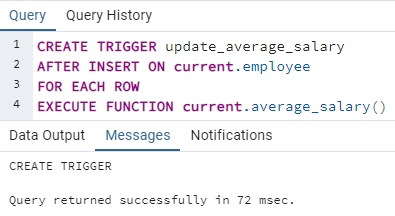 Query Query History
1 CREATE TRIGGER update_average_salary
2 AFTER INSERT ON current.employee
3 FOR EACH ROW
4 EXECUTE FUNCTION current.average_salary()
Data Output Messages Notifications
CREATE TRIGGER
Query returned successfully in 72 msec.